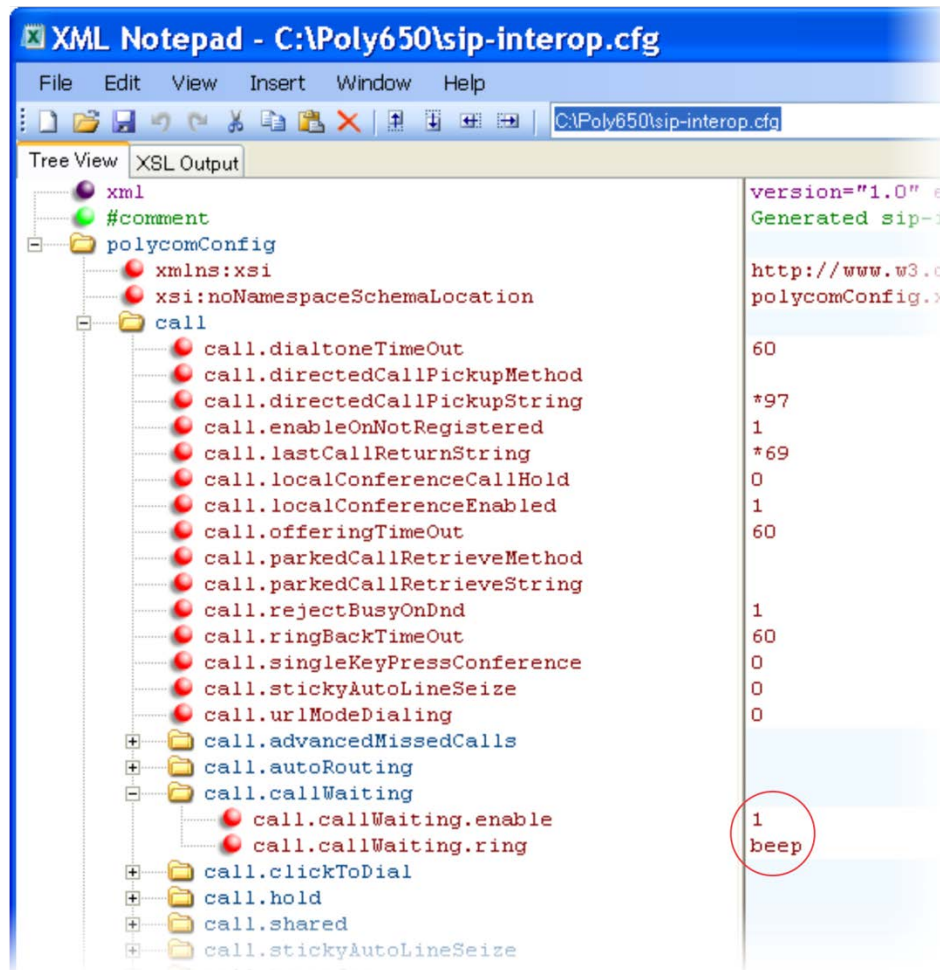 XML Notepad - C:\Poly650\sip-interop.cfg
File Edit View Insert Window Help
C:\Poly650\sip-interop.cfg
Tree View XSL Output
xml version="1.0" e
#comment Generated sip-i
polycomConfig
xmlns:xsi http://www.w3.o
xsi:noNamespaceSchemaLocation polycomConfig.x
call
call.dialtoneTimeOut 60
call.directedCallPickupMethod
call.directedCallPickupString *97
call.enableOnNotRegistered 1
call.lastCallReturnString *69
call.localConferenceCallHold 0
call.localConferenceEnabled 1
call.offeringTimeOut 60
call.parkedCallRetrieveMethod
call.parkedCallRetrieveString
call.rejectBusyOnDnd 1
call.ringBackTimeOut 60
call.singleKeyPressConference 0
call.stickyAutoLineSeize 0
call.urlModeDialing 0
call.advancedMissedCalls
call.autoRouting
call.callWaiting
call.callWaiting.enable 1
call.callWaiting.ring beep
call.clickToDial
call.hold
call.shared
call.stickyAutoLineSeize